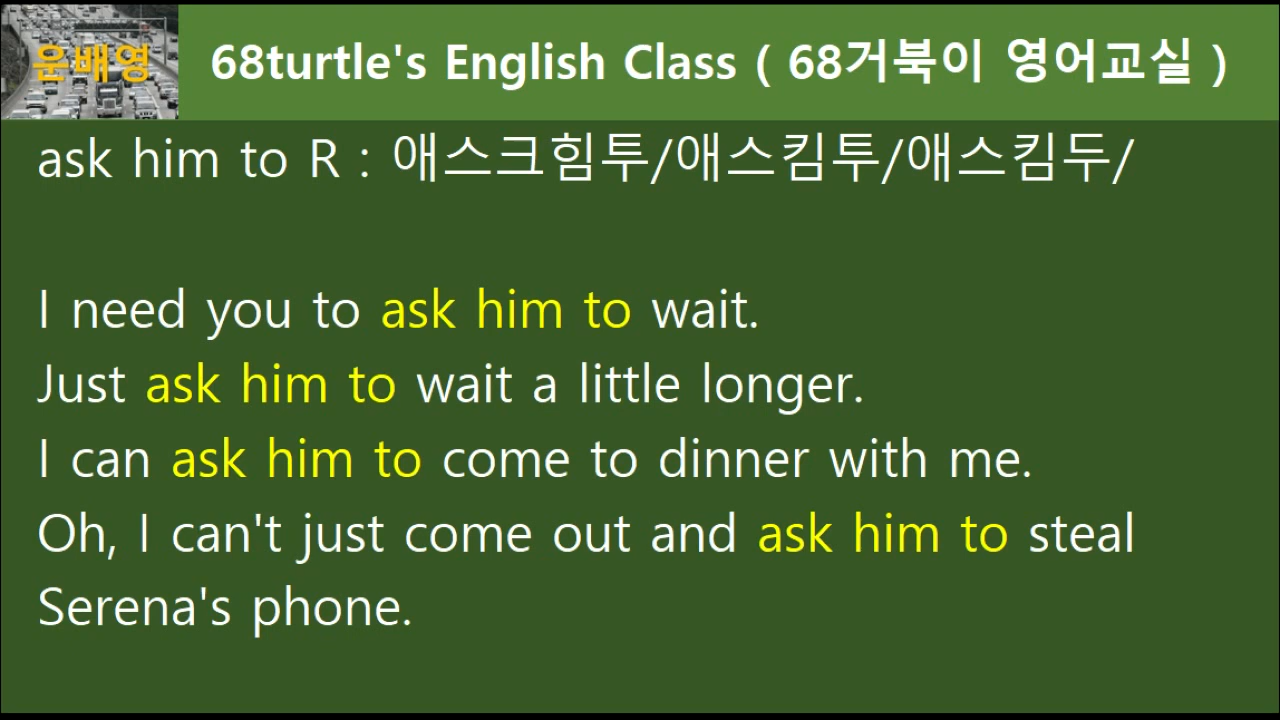 윤배영
68turtle's English Class ( 68거북이 영어교실 )
ask him to R : 애스크힘투/애스킴투/애스킴두/
I need you to ask him to wait.
Just ask him to wait a little longer.
I can ask him to come to dinner with me.
Oh, I can't just come out and ask him to steal
Serena's phone.